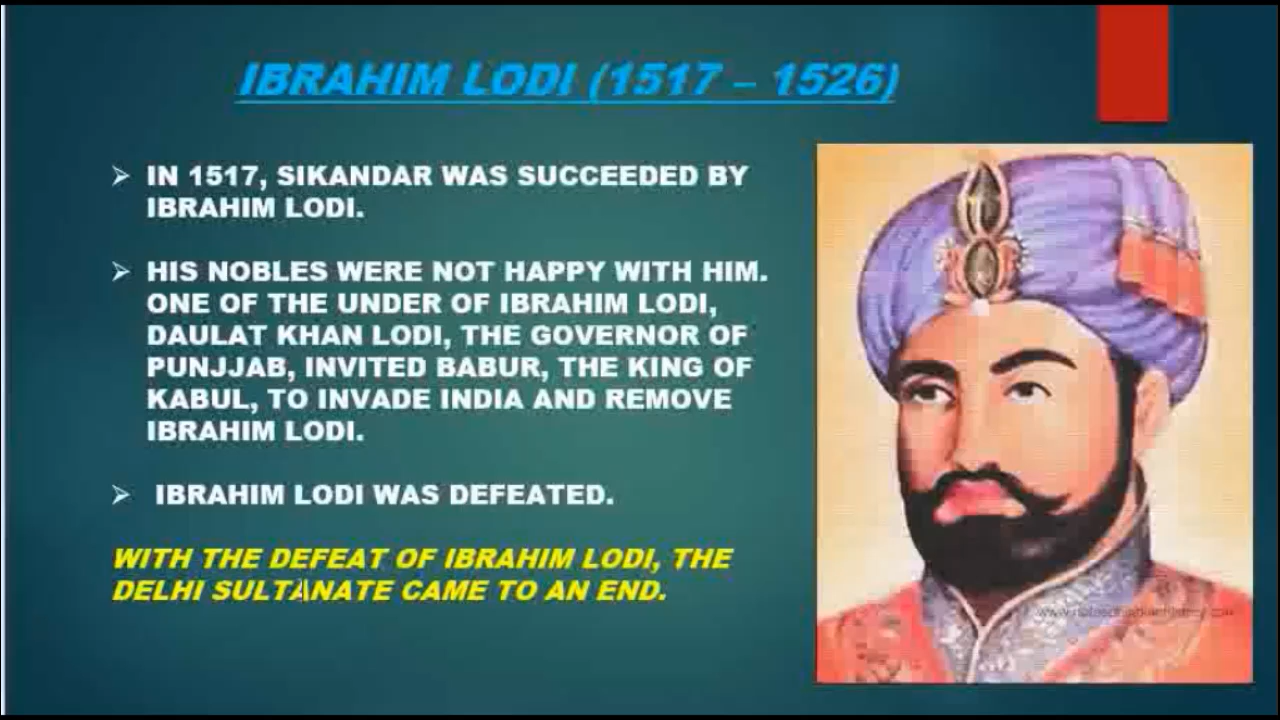 IBRAHIM LODI (1517 – 1526)
➢ IN 1517, SIKANDAR WAS SUCCEEDED BY
IBRAHIM LODI.
➢ HIS NOBLES WERE NOT HAPPY WITH HIM.
ONE OF THE UNDER OF IBRAHIM LODI,
DAULAT KHAN LODI, THE GOVERNOR OF
PUNJJAB, INVITED BABUR, THE KING OF
KABUL, TO INVADE INDIA AND REMOVE
IBRAHIM LODI.
➢ IBRAHIM LODI WAS DEFEATED.
WITH THE DEFEAT OF IBRAHIM LODI, THE
DELHI SULTANATE CAME TO AN END.